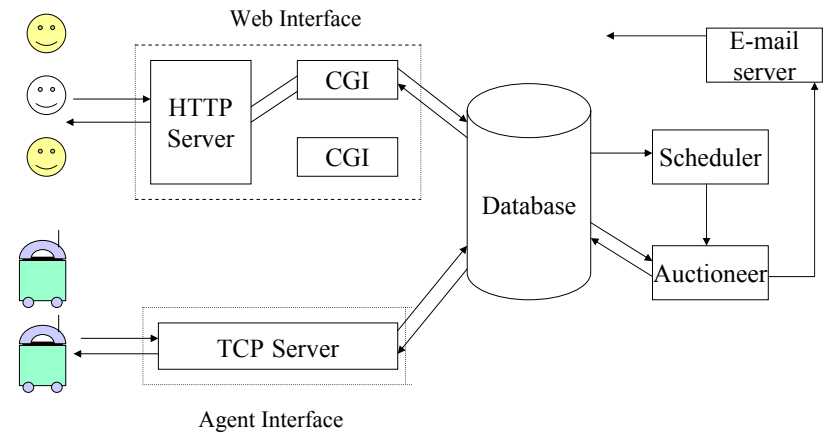 Web Interface
HTTP
Server
CGI
CGI
Database
E-mail
server
Scheduler
Auctioneer
TCP Server
Agent Interface